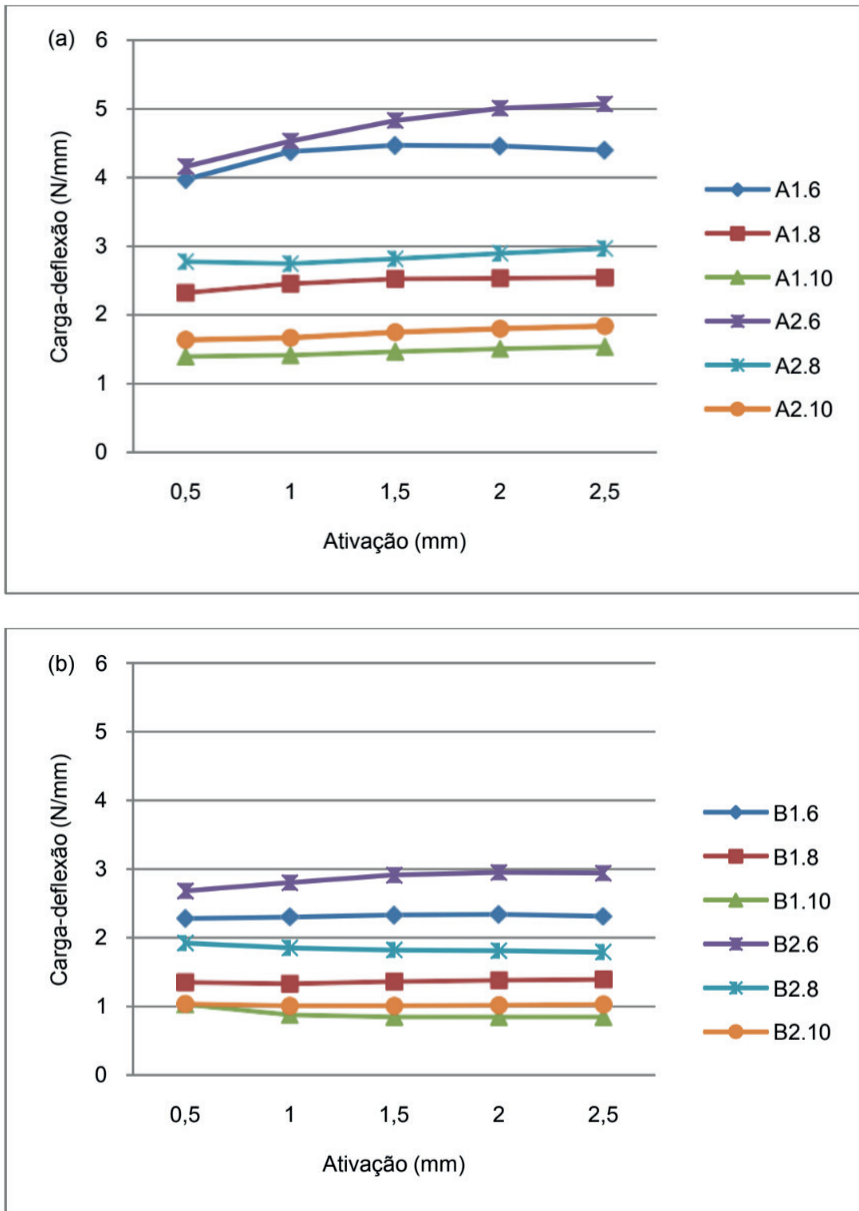 (a)
6
5
4
3
2
1
0
Carga-deflexão (N/mm)
0,5 1 1,5 2 2,5
Ativação (mm)
A1.6
A1.8
A1.10
A2.6
A2.8
A2.10
(b)
6
5
4
3
2
1
0
Carga-deflexão (N/mm)
0,5 1 1,5 2 2,5
Ativação (mm)
B1.6
B1.8
B1.10
B2.6
B2.8
B2.10